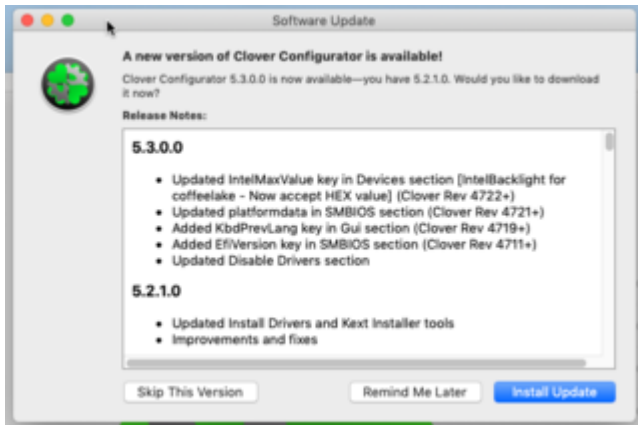 Software Update
A new version of Clover Configurator is available!
Clover Configurator 5.3.0.0 is now available—you have 5.2.1.0. Would you like to download
it now?
Release Notes:
5.3.0.0
• Updated IntelMaxValue key in Devices section [IntelBacklight for
coffeelake - Now accept HEX value] (Clover Rev 4722+)
• Updated platformdata in SMBIOS section (Clover Rev 4721+)
• Added KbdPrevLang key in Gui section (Clover Rev 4719+)
• Added EfiVersion key in SMBIOS section (Clover Rev 4711+)
• Updated Disable Drivers section
5.2.1.0
• Updated Install Drivers and Kext Installer tools
• Improvements and fixes
Skip This Version Remind Me Later Install Update